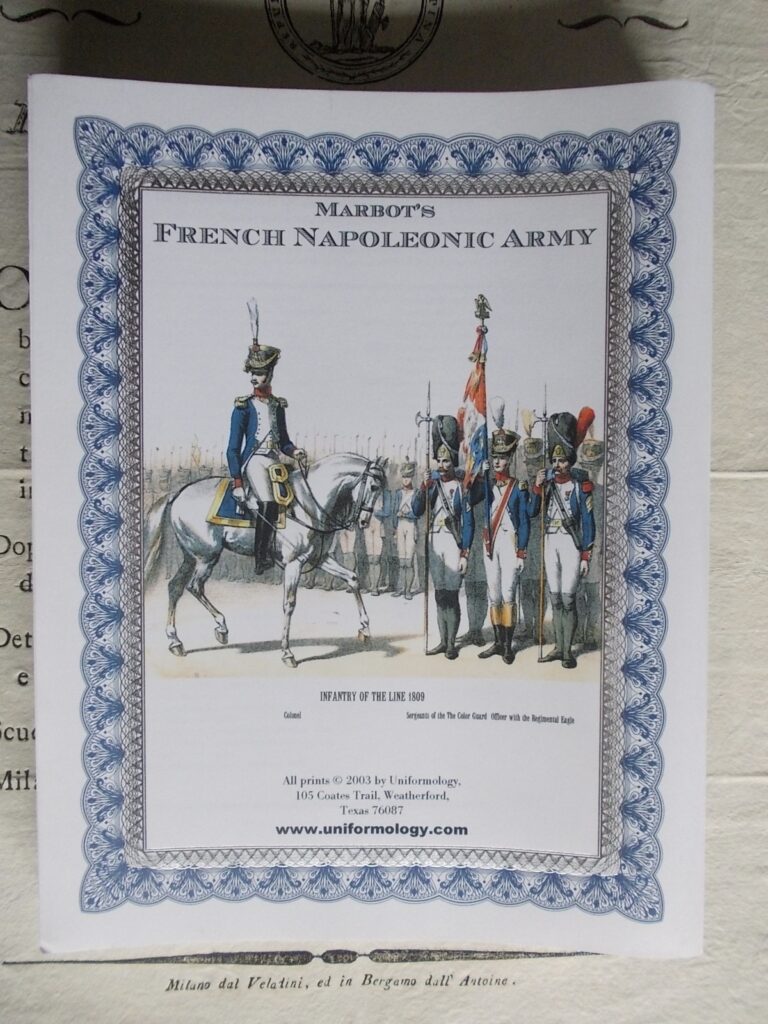 MARBOT'S
FRENCH NAPOLEONIC ARMY
INFANTRY OF THE LINE 1809
Colonel
Sergeants of the The Color Guard Officer with the Regimental Eagle
All prints © 2003 by Uniformology,
105 Coates Trail, Weatherford,
Texas 76087
www.uniformology.com
Milano dal Veladini, ed in Bergamo dall' Antoine.